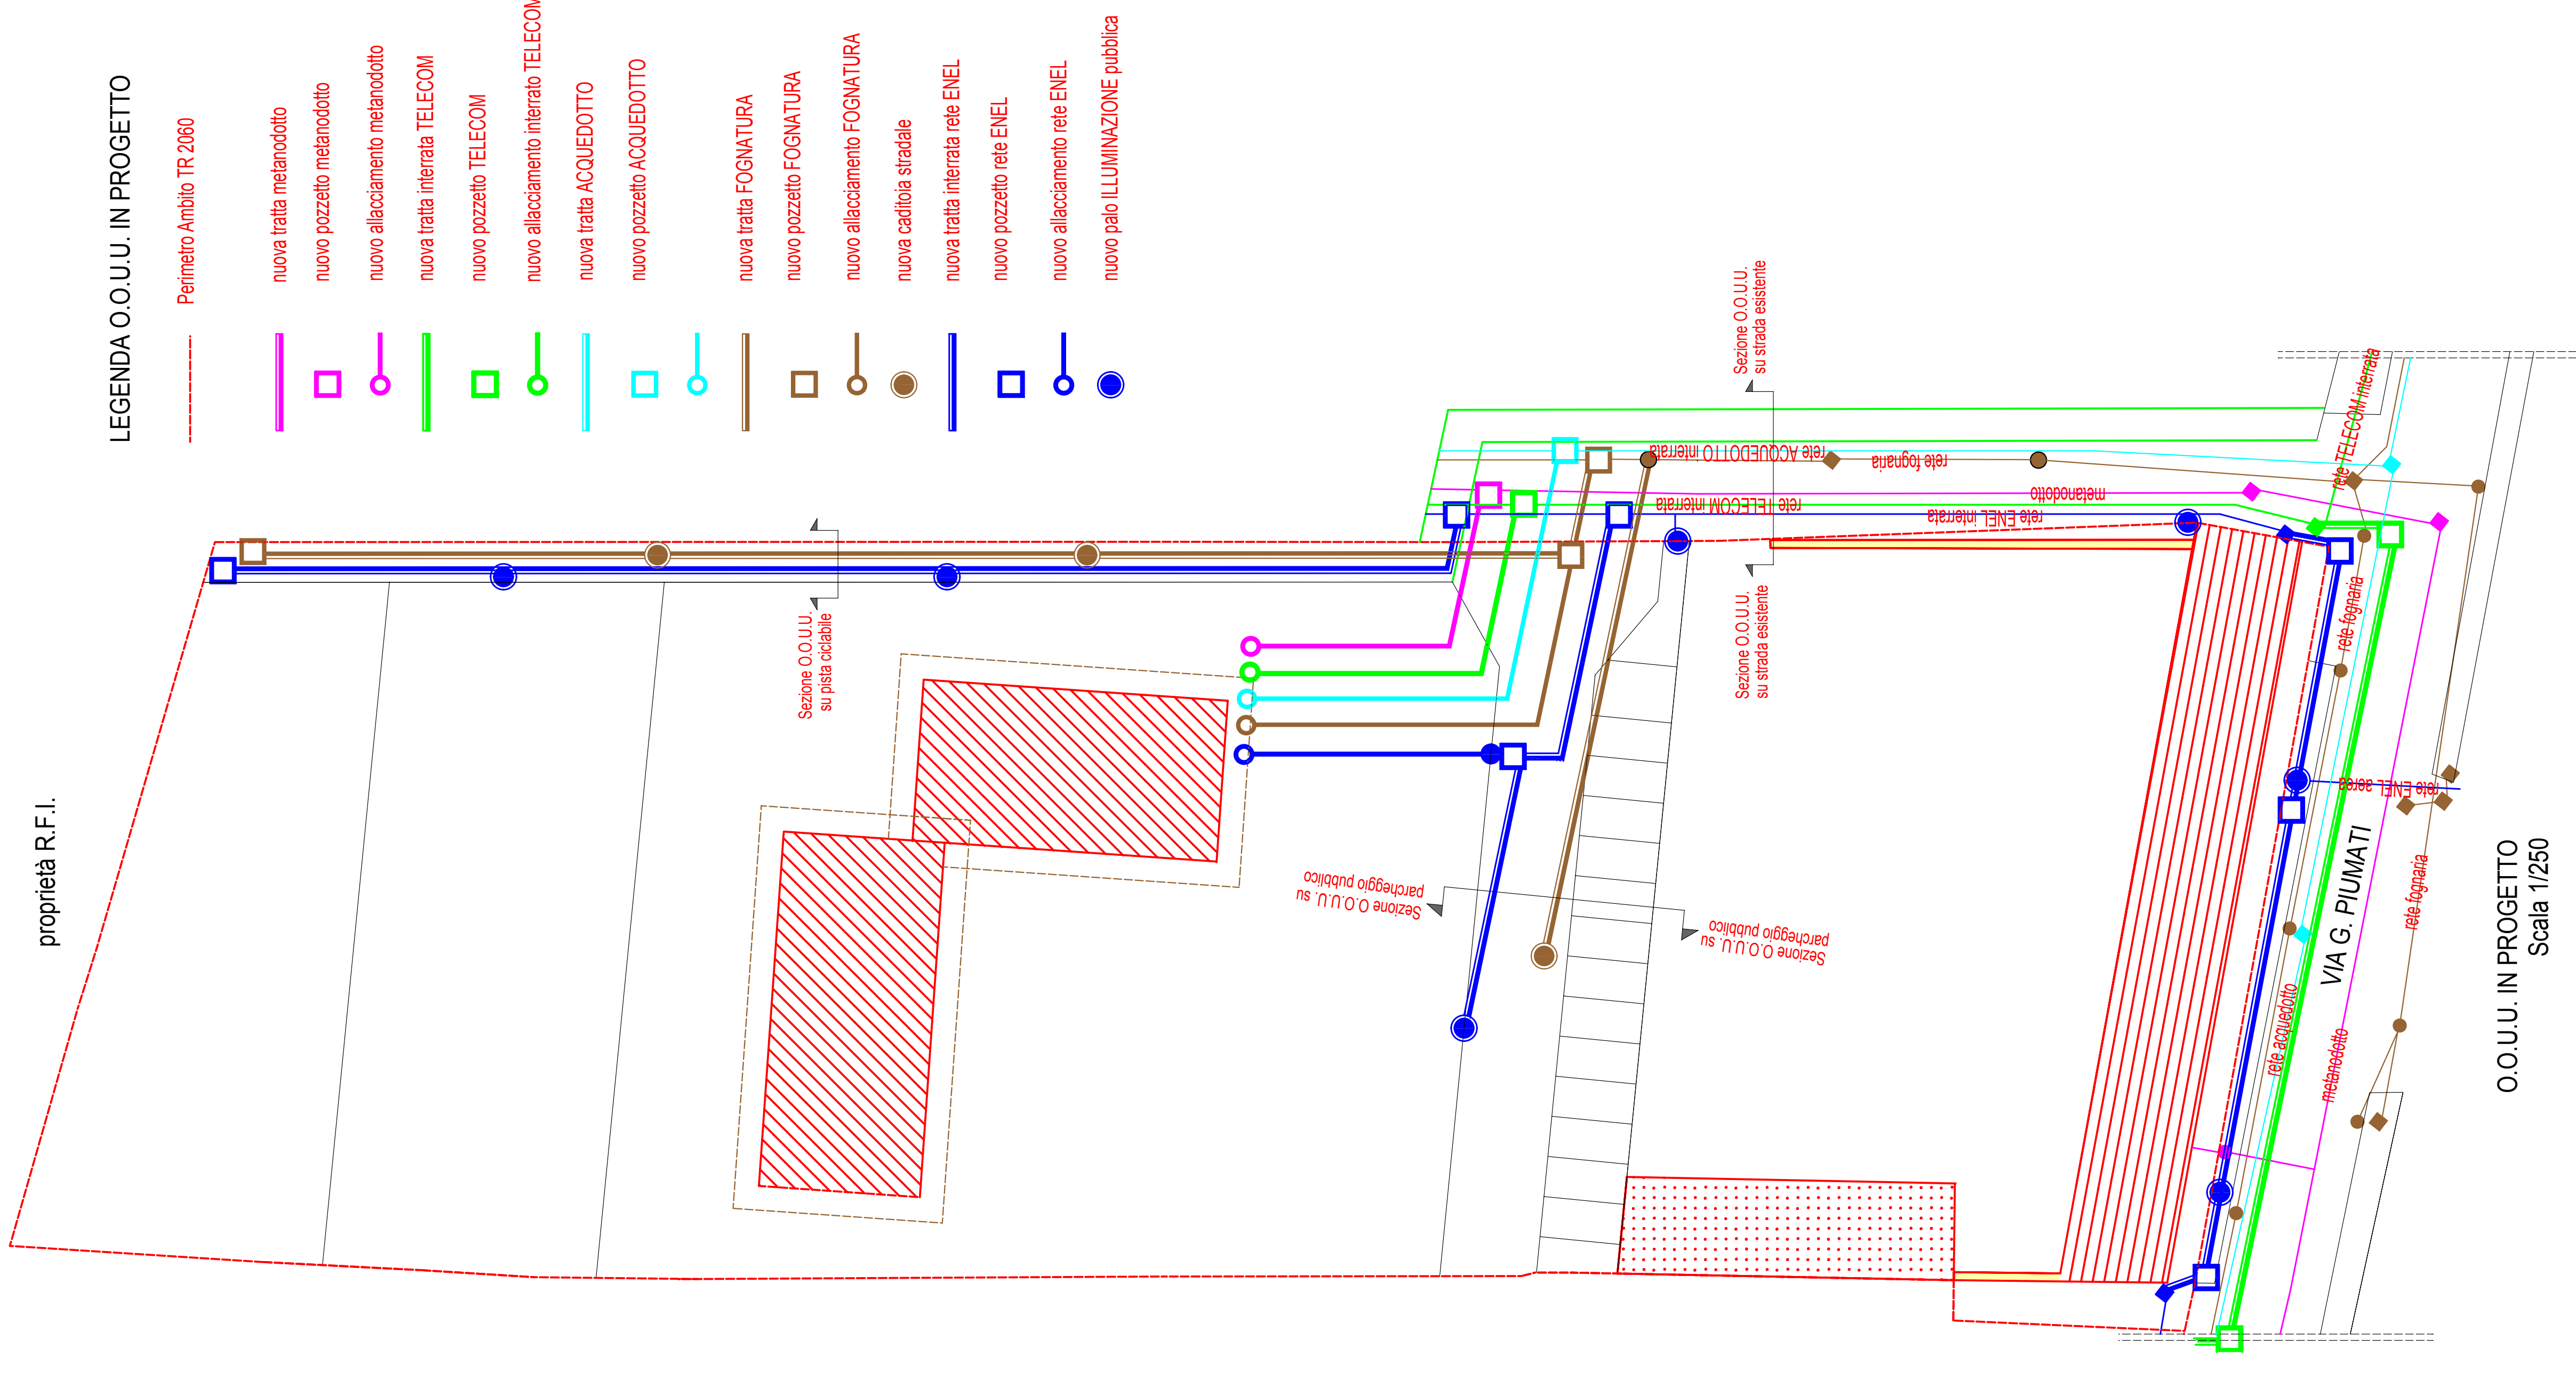 LEGENDA O.O.U.U. IN PROGETTO
Perimetro Ambito TR 2060
nuova tratta metanodotto
nuovo pozzetto metanodotto
nuovo allacciamento metanodotto
nuova tratta interrata TELECOM
nuovo pozzetto TELECOM
nuovo allacciamento interrato TELECOM
nuova tratta ACQUEDOTTO
nuovo pozzetto ACQUEDOTTO
nuova tratta FOGNATURA
nuovo pozzetto FOGNATURA
nuovo allacciamento FOGNATURA
nuova caditoia stradale
nuova tratta interrata rete ENEL
nuovo pozzetto rete ENEL
nuovo allacciamento rete ENEL
nuovo palo ILLUMINAZIONE pubblica
proprietà R.F.I.
Sezione O.O.U.U.
su pista ciclabile
Sezione O.O.U.U.
su strada esistente
Sezione O.O.U.U.
su strada esistente
rete ACQUEDOTTO interrata
rete fognaria
rete TELECOM interrata
metanodotto
rete ENEL interrata
rete TELECOM interrata
rete fognaria
rete ENEL aerea
Sezione O.O.U.U. su
parcheggio pubblico
Sezione O.O.U.U. su
parcheggio pubblico
VIA G. PIUMATI
rete fognaria
rete acquedotto
metanodotto
O.O.U.U. IN PROGETTO
Scala 1/250